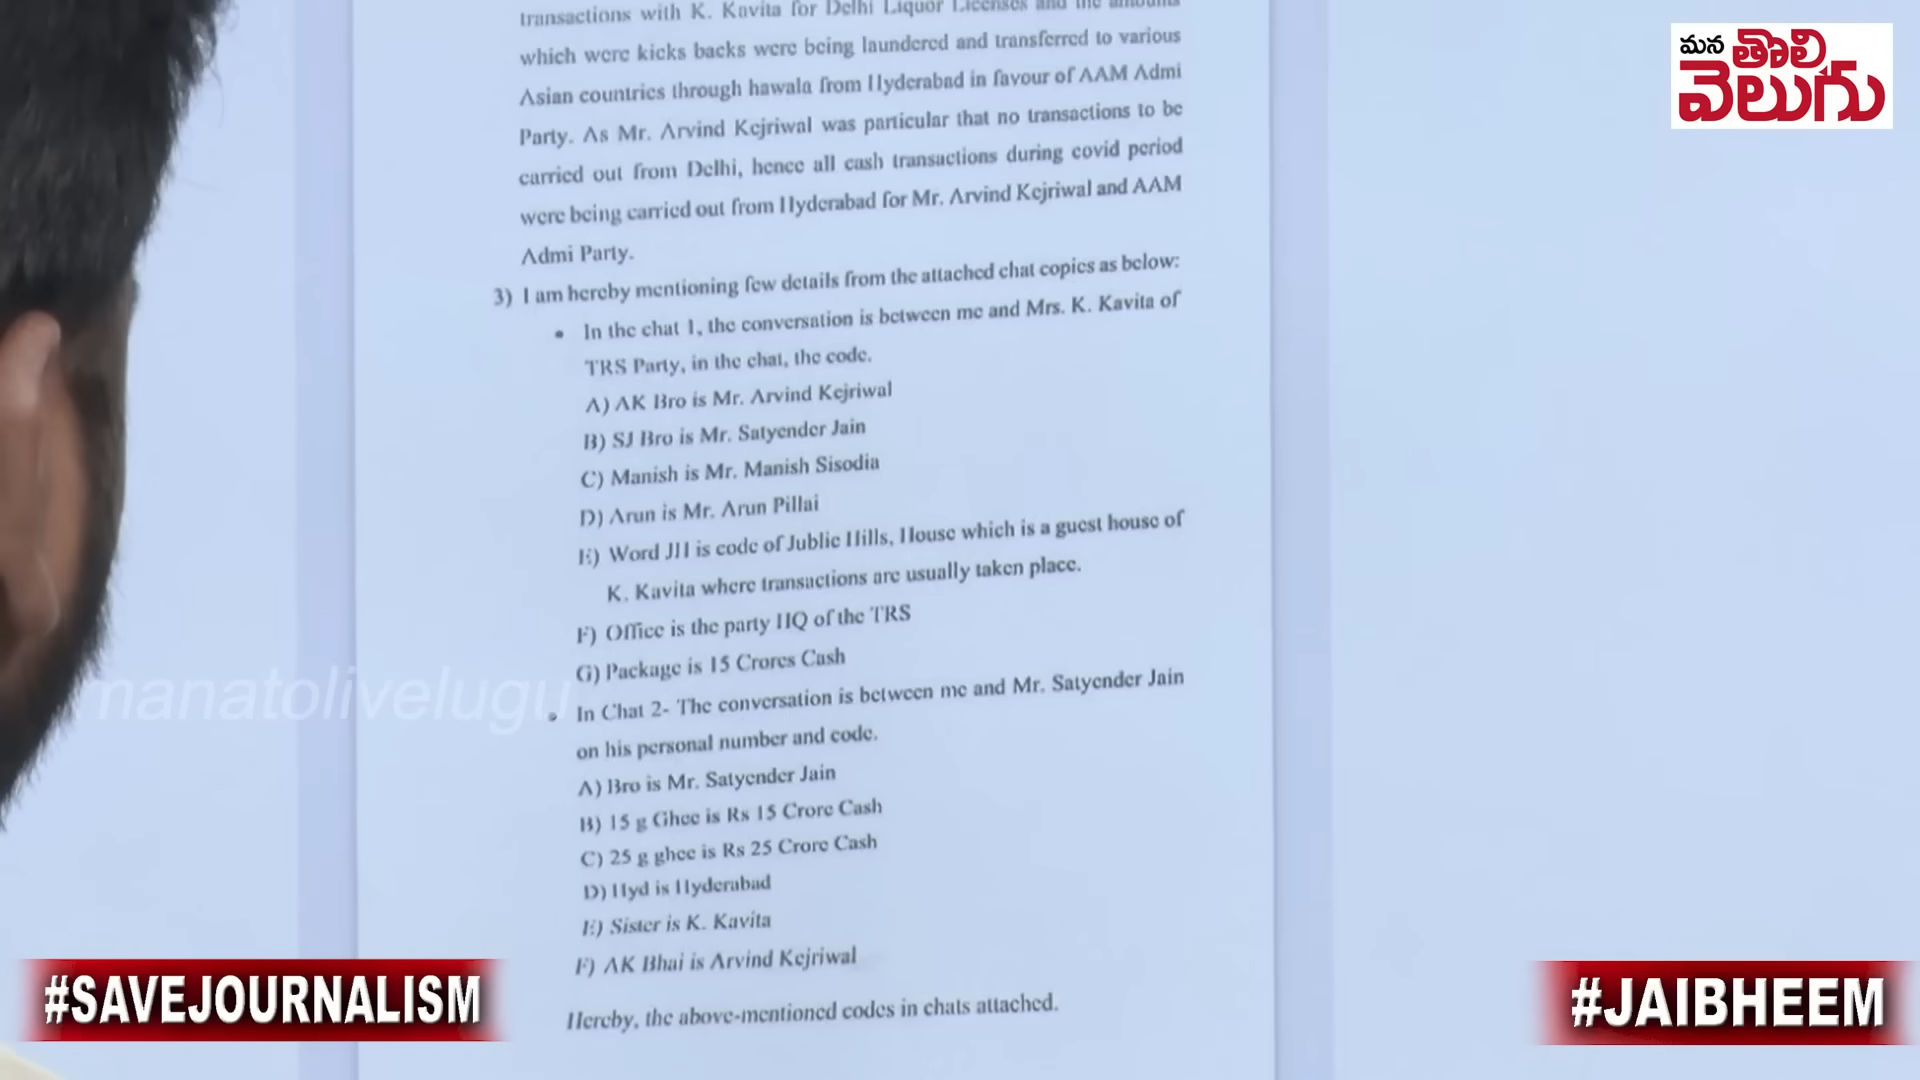 transactions with K. Kavita for Delhi Liquor Licenses and the amounts
which were kicks backs were being laundered and transferred to various
Asian countries through hawala from Hyderabad in favour of AAM Admi
Party. As Mr. Arvind Kejriwal was particular that no transactions to be
carried out from Delhi, hence all cash transactions during covid period
were being carried out from Hyderabad for Mr. Arvind Kejriwal and AAM
Admi Party.
3) I am hereby mentioning few details from the attached chat copies as below:
• In the chat 1, the conversation is between me and Mrs. K. Kavita of
TRS Party, in the chat, the code.
A) AK Bro is Mr. Arvind Kejriwal
B) SJ Bro is Mr. Satyender Jain
C) Manish is Mr. Manish Sisodia
D) Arun is Mr. Arun Pillai
E) Word JH is code of Jublie Hills, House which is a guest house of
K. Kavita where transactions are usually taken place.
F) Office is the party HQ of the TRS
G) Package is 15 Crores Cash
• In Chat 2- The conversation is between me and Mr. Satyender Jain
on his personal number and code.
A) Bro is Mr. Satyender Jain
B) 15 g Ghee is Rs 15 Crore Cash
C) 25 g ghee is Rs 25 Crore Cash
D) Hyd is Hyderabad
E) Sister is K. Kavita
F) AK Bhai is Arvind Kejriwal
Hereby, the above-mentioned codes in chats attached.
మన తొలి
వెలుగు
manatolivelugu
#SAVEJOURNALISM
#JAIBHEEM